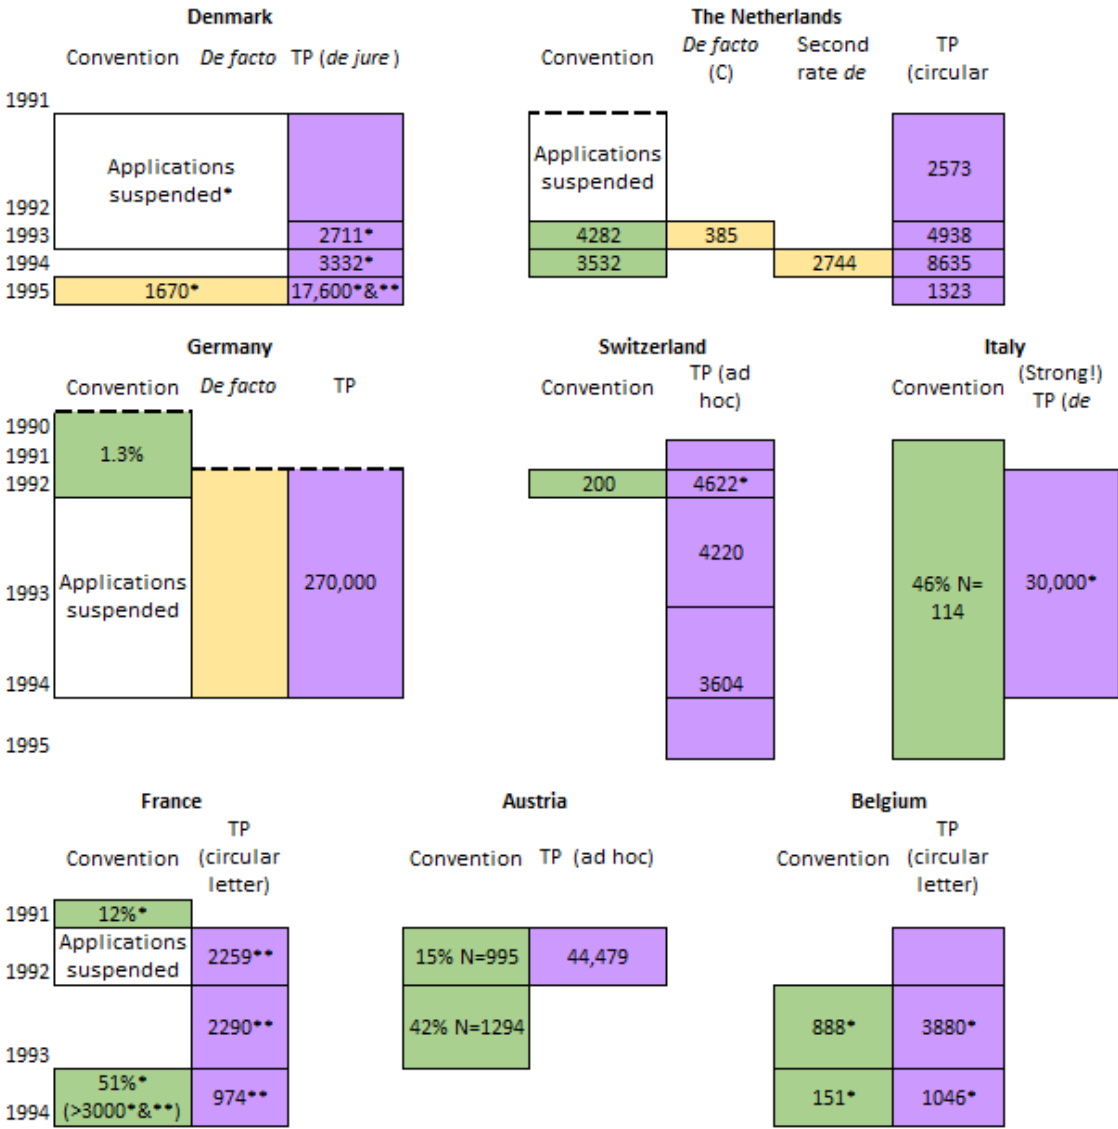 Denmark
The Netherlands
Convention De facto TP (de jure)
Convention De facto (C) Second rate de TP (circular
1991
Applications
suspended*
Applications
suspended
2573
1992
1993 2711* 4282 385 4938
1994 3332* 3532 2744 8635
1995 1670* 17,600*&** 1323
Germany
Switzerland
Italy
Convention De facto TP
Convention TP (ad hoc)
Convention (Strong!) TP (de
1990
1991 1.3%
1992 200 4622*
4220
1993 Applications
suspended
270,000
46% N=
114
30,000*
1994 3604
1995
France
Austria
Belgium
Convention TP (circular letter)
Convention TP (ad hoc)
Convention TP (circular letter)
1991 12%*
Applications
1992 suspended 2259** 15% N=995 44,479
2290** 42% N=1294 888* 3880*
1993
51%*
1994 (>3000*&**) 974** 151* 1046*